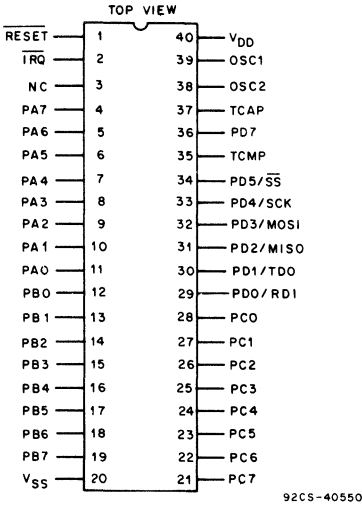 TOP VIEW
RESET 1 40 VDD
IRQ 2 39 OSC1
NC 3 38 OSC2
PA7 4 37 TCAP
PA6 5 36 PD7
PA5 6 35 TCMP
PA4 7 34 PD5/SS
PA3 8 33 PD4/SCK
PA2 9 32 PD3/MOSI
PA1 10 31 PD2/MISO
PA0 11 30 PD1/TDO
PB0 12 29 PD0/RDI
PB1 13 28 PC0
PB2 14 27 PC1
PB3 15 26 PC2
PB4 16 25 PC3
PB5 17 24 PC4
PB6 18 23 PC5
PB7 19 22 PC6
VSS 20 21 PC7
92CS-40550